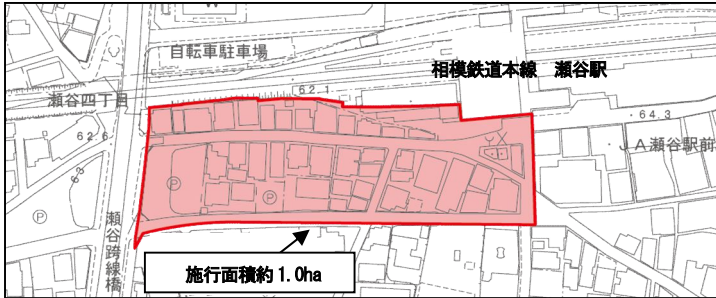 W
自転車駐車場
相模鉄道本線 瀬谷駅
62.1
瀬谷四丁目
64.3
62.6
JA瀬谷駅前
63
P
P
P
瀬谷跨線橋
施行面積約1.0ha